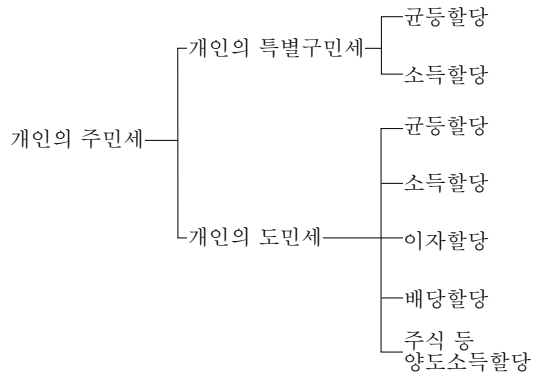 개인의 주민세
개인의 특별구민세
균등할당
소득할당
개인의 도민세
균등할당
소득할당
이자할당
배당할당
주식 등
양도소득할당